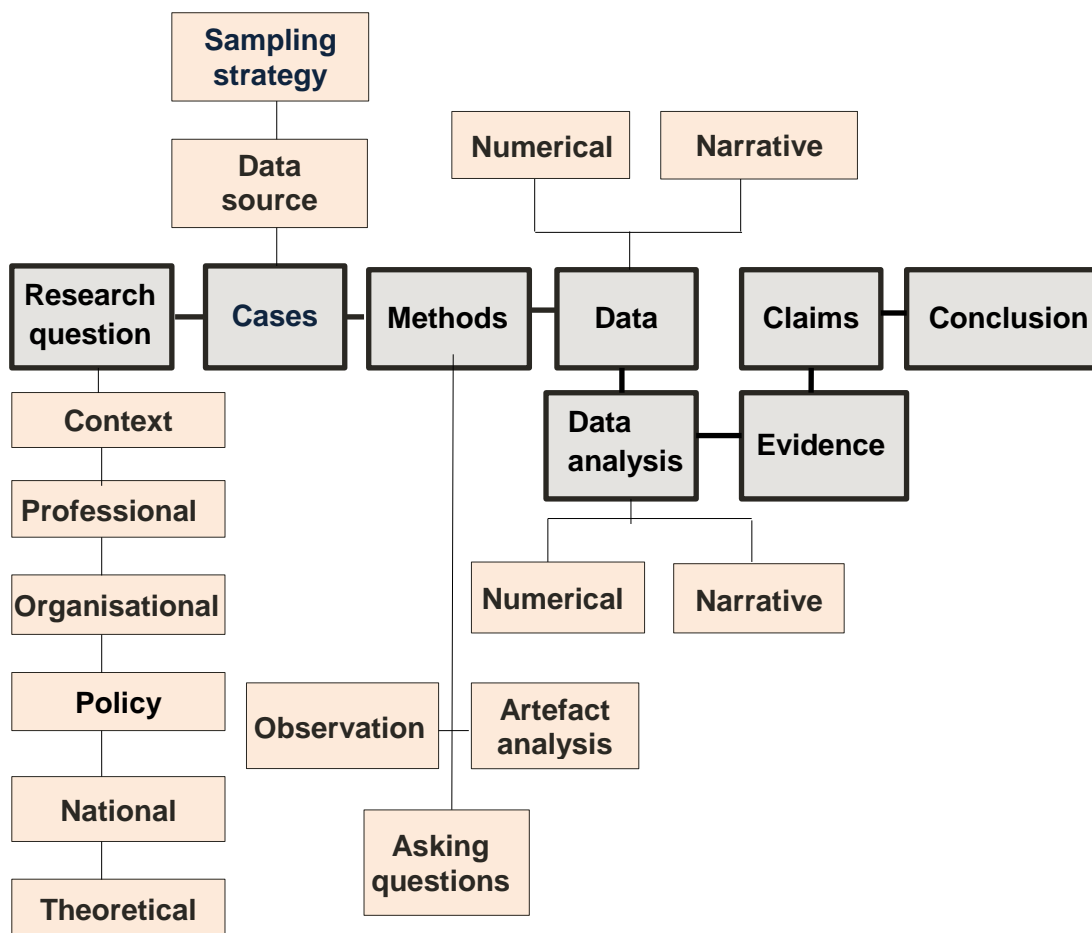 Sampling
strategy
Numerical
Narrative
Data
source
Research
question
Cases
Methods
Data
Claims
Conclusion
Context
Data
analysis
Evidence
Professional
Organisational
Numerical
Narrative
Policy
Observation
Artefact
analysis
National
Asking
questions
Theoretical